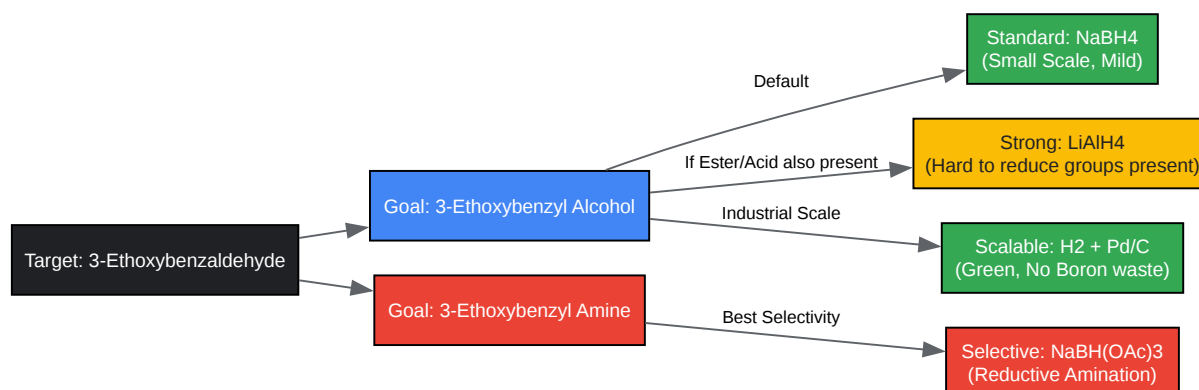 Target: 3-Ethoxybenzaldehyde
Goal: 3-Ethoxybenzyl Alcohol
Goal: 3-Ethoxybenzyl Amine
Default
If Ester/Acid also present
Industrial Scale
Best Selectivity
Standard: NaBH4
(Small Scale, Mild)
Strong: LiAlH4
(Hard to reduce groups present)
Scalable: H2 + Pd/C
(Green, No Boron waste)
Selective: NaBH(OAc)3
(Reductive Amination)